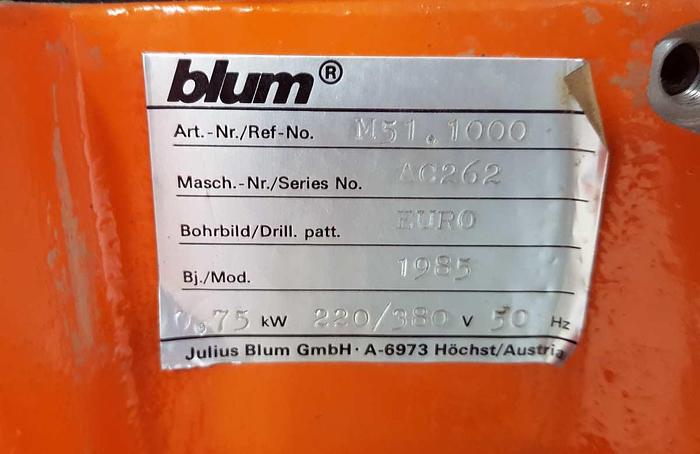 blum®
Art.-Nr./Ref-No. M51.1000
Masch.-Nr./Series No. AC262
Bohrbild/Drill. patt. EURO
Bj./Mod. 1985
0,75 kW 220/380 V 50 Hz
Julius Blum GmbH · A-6973 Höchst/Austria